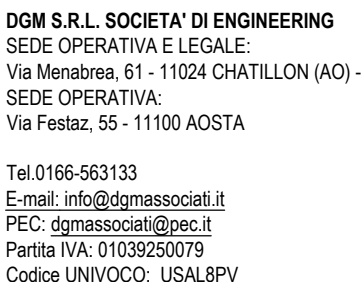 DGM S.R.L. SOCIETA' DI ENGINEERING
SEDE OPERATIVA E LEGALE:
Via Menabrea, 61 - 11024 CHATILLON (AO) -
SEDE OPERATIVA:
Via Festaz, 55 - 11100 AOSTA
Tel.0166-563133
E-mail: info@dgmassociati.it
PEC: dgmassociati@pec.it
Partita IVA: 01039250079
Codice UNIVOCO: USAL8PV